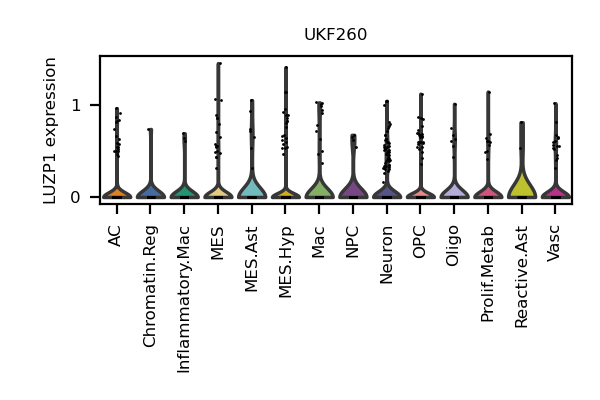 UKF260
LUZP1 expression
1
0
AC
Chromatin.Reg
Inflammatory.Mac
MES
MES.Ast
MES.Hyp
Mac
NPC
Neuron
OPC
Oligo
Prolif.Metab
Reactive.Ast
Vasc